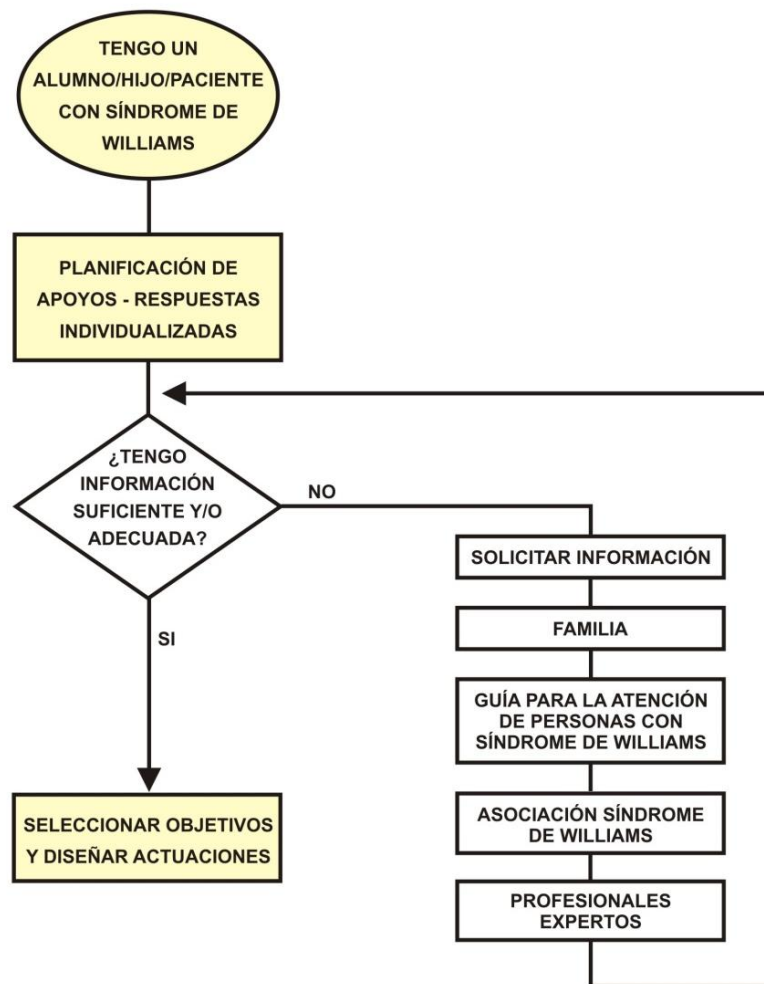 TENGO UN
ALUMNO/HIJO/PACIENTE
CON SÍNDROME DE
WILLIAMS
PLANIFICACIÓN DE
APOYOS - RESPUESTAS
INDIVIDUALIZADAS
¿TENGO
INFORMACIÓN
SUFICIENTE Y/O
ADECUADA?
NO
SI
SOLICITAR INFORMACIÓN
FAMILIA
GUÍA PARA LA ATENCIÓN
DE PERSONAS CON
SÍNDROME DE WILLIAMS
ASOCIACIÓN SÍNDROME
DE WILLIAMS
PROFESIONALES
EXPERTOS
SELECCIONAR OBJETIVOS
Y DISEÑAR ACTUACIONES